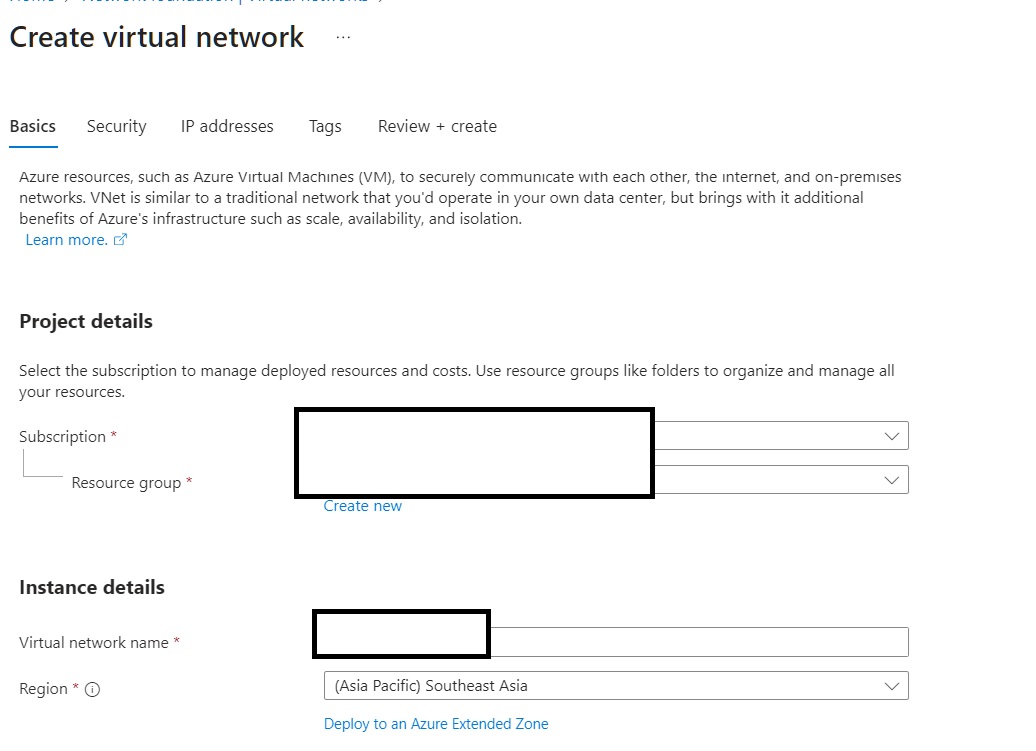 Create virtual network ...
Basics Security IP addresses Tags Review + create
Azure resources, such as Azure Virtual Machines (VM), to securely communicate with each other, the internet, and on-premises
networks. VNet is similar to a traditional network that you'd operate in your own data center, but brings with it additional
benefits of Azure's infrastructure such as scale, availability, and isolation.
Learn more.
Project details
Select the subscription to manage deployed resources and costs. Use resource groups like folders to organize and manage all
your resources.
Subscription *
Resource group *
Create new
Instance details
Virtual network name *
Region *
(Asia Pacific) Southeast Asia
Deploy to an Azure Extended Zone